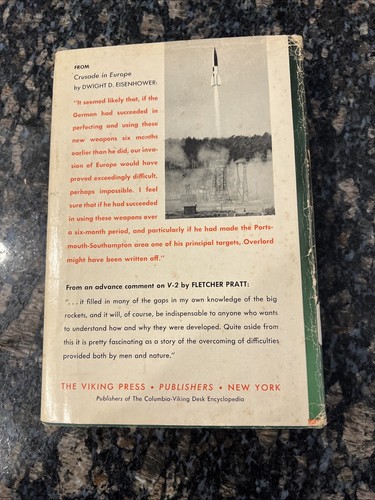 FROM
Crusade in Europe
by DWIGHT D. EISENHOWER:
"It seemed likely that, if the
German had succeeded in
perfecting and using these
new weapons six months
earlier than he did, our inva-
sion of Europe would have
proved exceedingly difficult,
perhaps impossible. I feel
sure that if he had succeeded
in using these weapons over
a six-month period, and particularly if he had made the Ports-
mouth-Southampton area one of his principal targets, Overlord
might have been written off."
From an advance comment on V-2 by FLETCHER PRATT:
". . . it filled in many of the gaps in my own knowledge of the big
rockets, and it will, of course, be indispensable to anyone who wants
to understand how and why they were developed. Quite aside from
this it is pretty fascinating as a story of the overcoming of difficulties
provided both by men and nature."
THE VIKING PRESS • PUBLISHERS • NEW YORK
Publishers of The Columbia-Viking Desk Encyclopedia